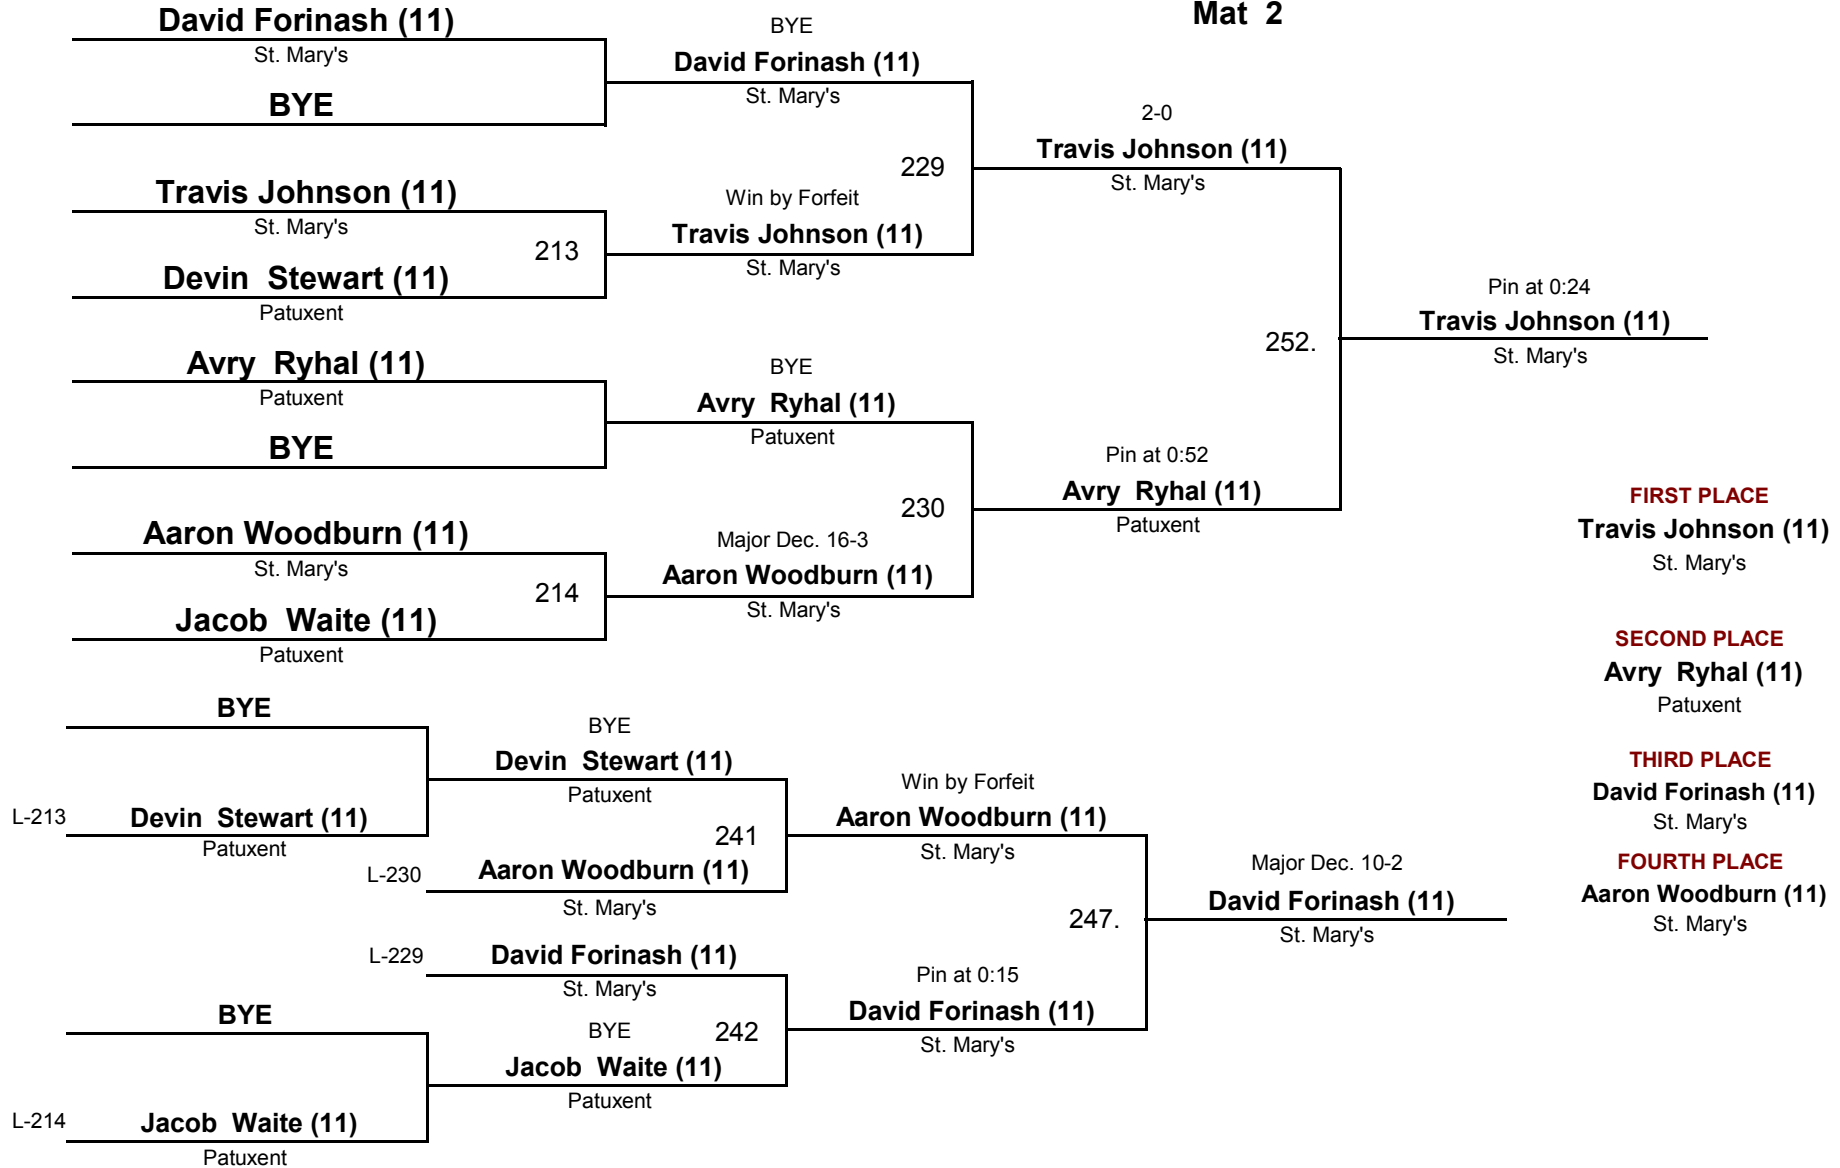 Mat 2
David Forinash (11)
St. Mary's
BYE
BYE
David Forinash (11)
St. Mary's
Travis Johnson (11)
St. Mary's
213
Devin Stewart (11)
Patuxent
Win by Forfeit
Travis Johnson (11)
St. Mary's
229
2-0
Travis Johnson (11)
St. Mary's
Avry Ryhal (11)
Patuxent
BYE
BYE
Avry Ryhal (11)
Patuxent
Aaron Woodburn (11)
St. Mary's
214
Jacob Waite (11)
Patuxent
Major Dec. 16-3
Aaron Woodburn (11)
St. Mary's
230
Pin at 0:52
Avry Ryhal (11)
Patuxent
252.
Pin at 0:24
Travis Johnson (11)
St. Mary's
FIRST PLACE
Travis Johnson (11)
St. Mary's
SECOND PLACE
Avry Ryhal (11)
Patuxent
THIRD PLACE
David Forinash (11)
St. Mary's
FOURTH PLACE
Aaron Woodburn (11)
St. Mary's
BYE
L-213
Devin Stewart (11)
Patuxent
BYE
Devin Stewart (11)
Patuxent
241
L-230
Aaron Woodburn (11)
St. Mary's
Win by Forfeit
Aaron Woodburn (11)
St. Mary's
L-229
David Forinash (11)
St. Mary's
BYE
L-214
Jacob Waite (11)
Patuxent
BYE
242
Jacob Waite (11)
Patuxent
Pin at 0:15
David Forinash (11)
St. Mary's
247.
Major Dec. 10-2
David Forinash (11)
St. Mary's